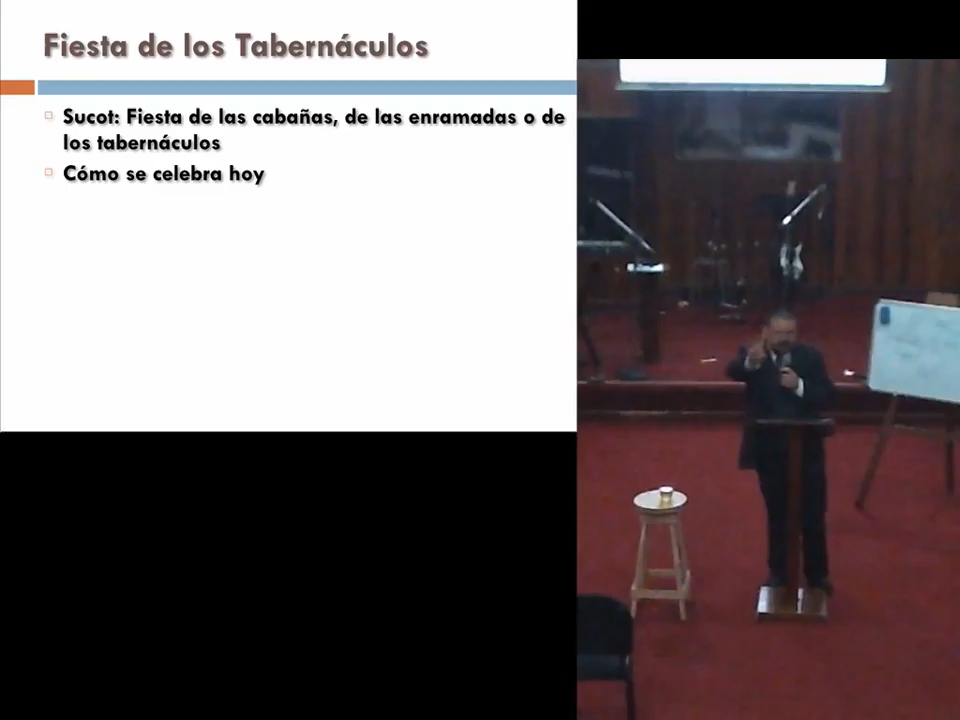 Fiesta de los Tabernáculos
Sucot: Fiesta de las cabañas, de las enramadas o de
los tabernáculos
Cómo se celebra hoy